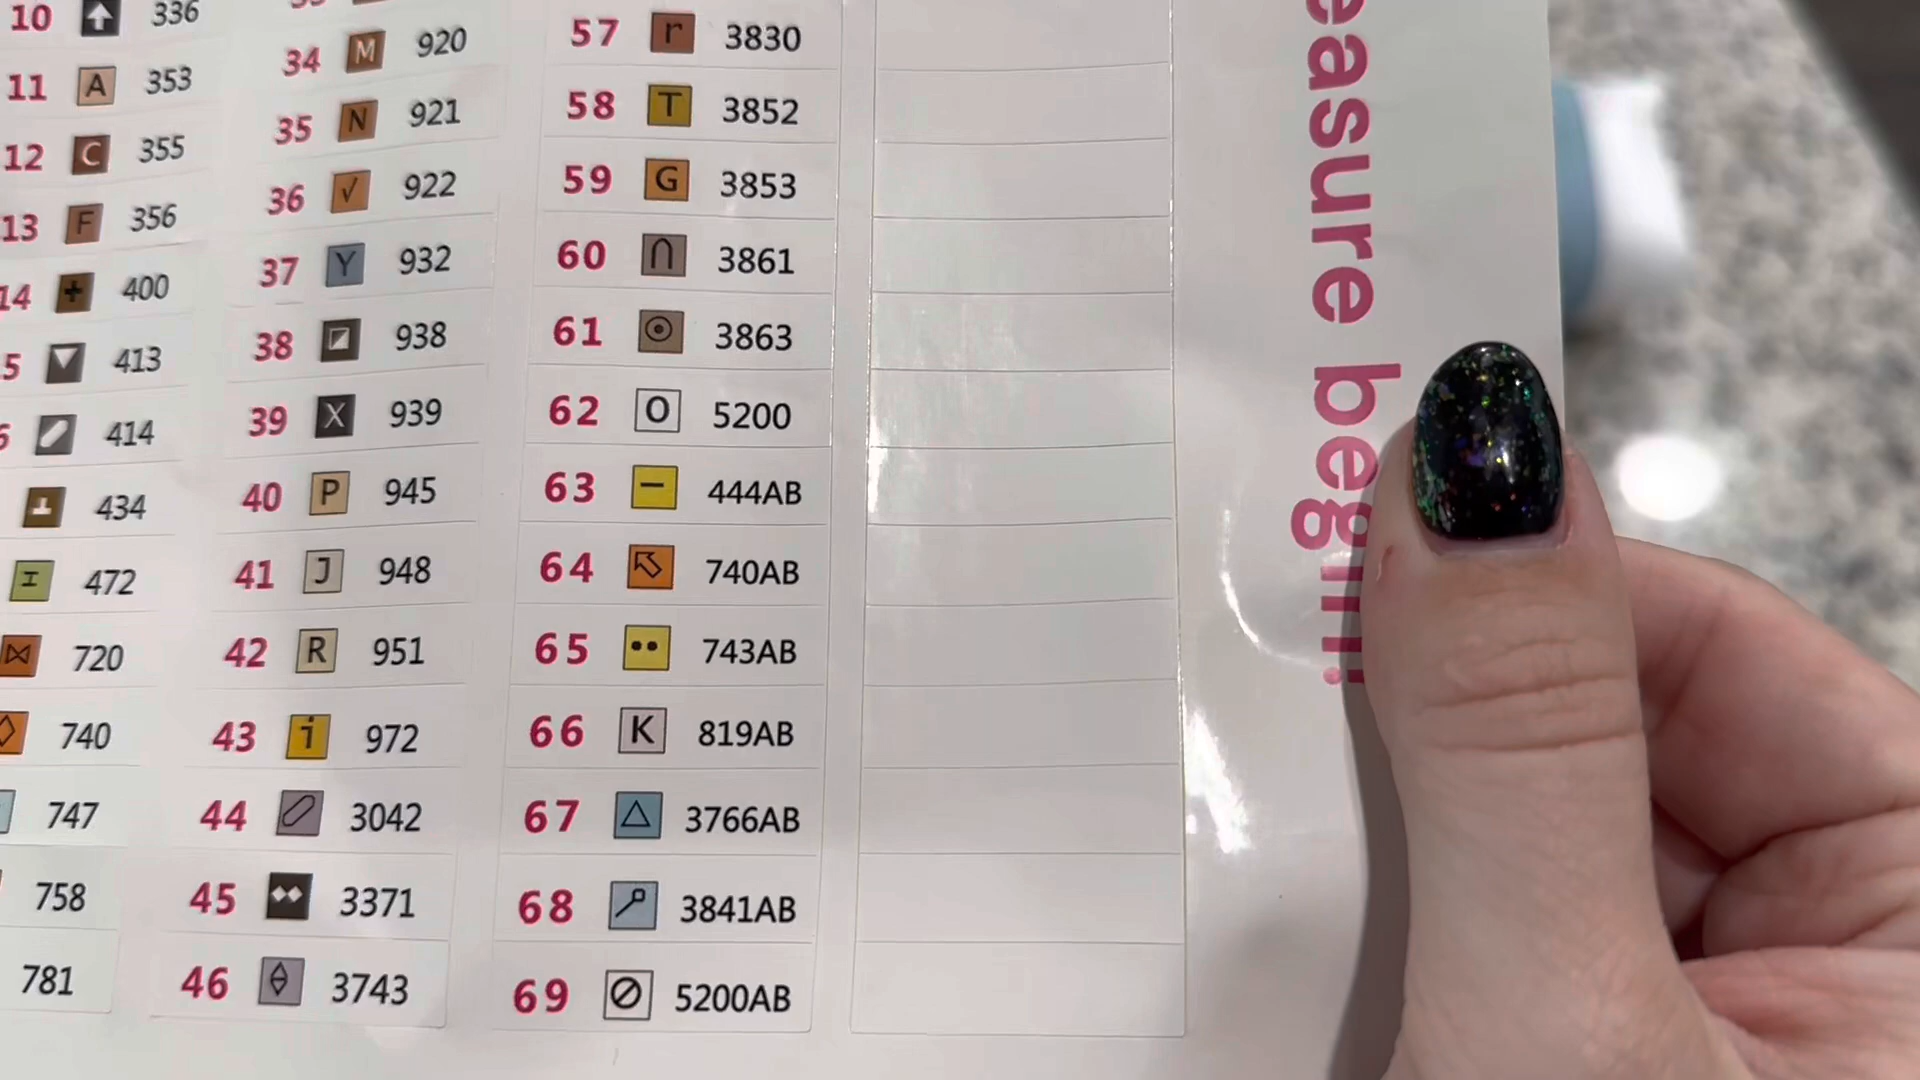 10 336
11 A 353
12 C 355
13 F 356
14 + 400
5 413
414
434
I 472
720
740
747
758
781
34 M 920
35 N 921
36 √ 922
37 Y 932
38 938
39 X 939
40 P 945
41 J 948
42 R 951
43 i 972
44 3042
45 3371
46 3743
57 r 3830
58 T 3852
59 G 3853
60 3861
61 3863
62 O 5200
63 − 444AB
64 740AB
65 743AB
66 K 819AB
67 3766AB
68 3841AB
69 5200AB
easure begin!